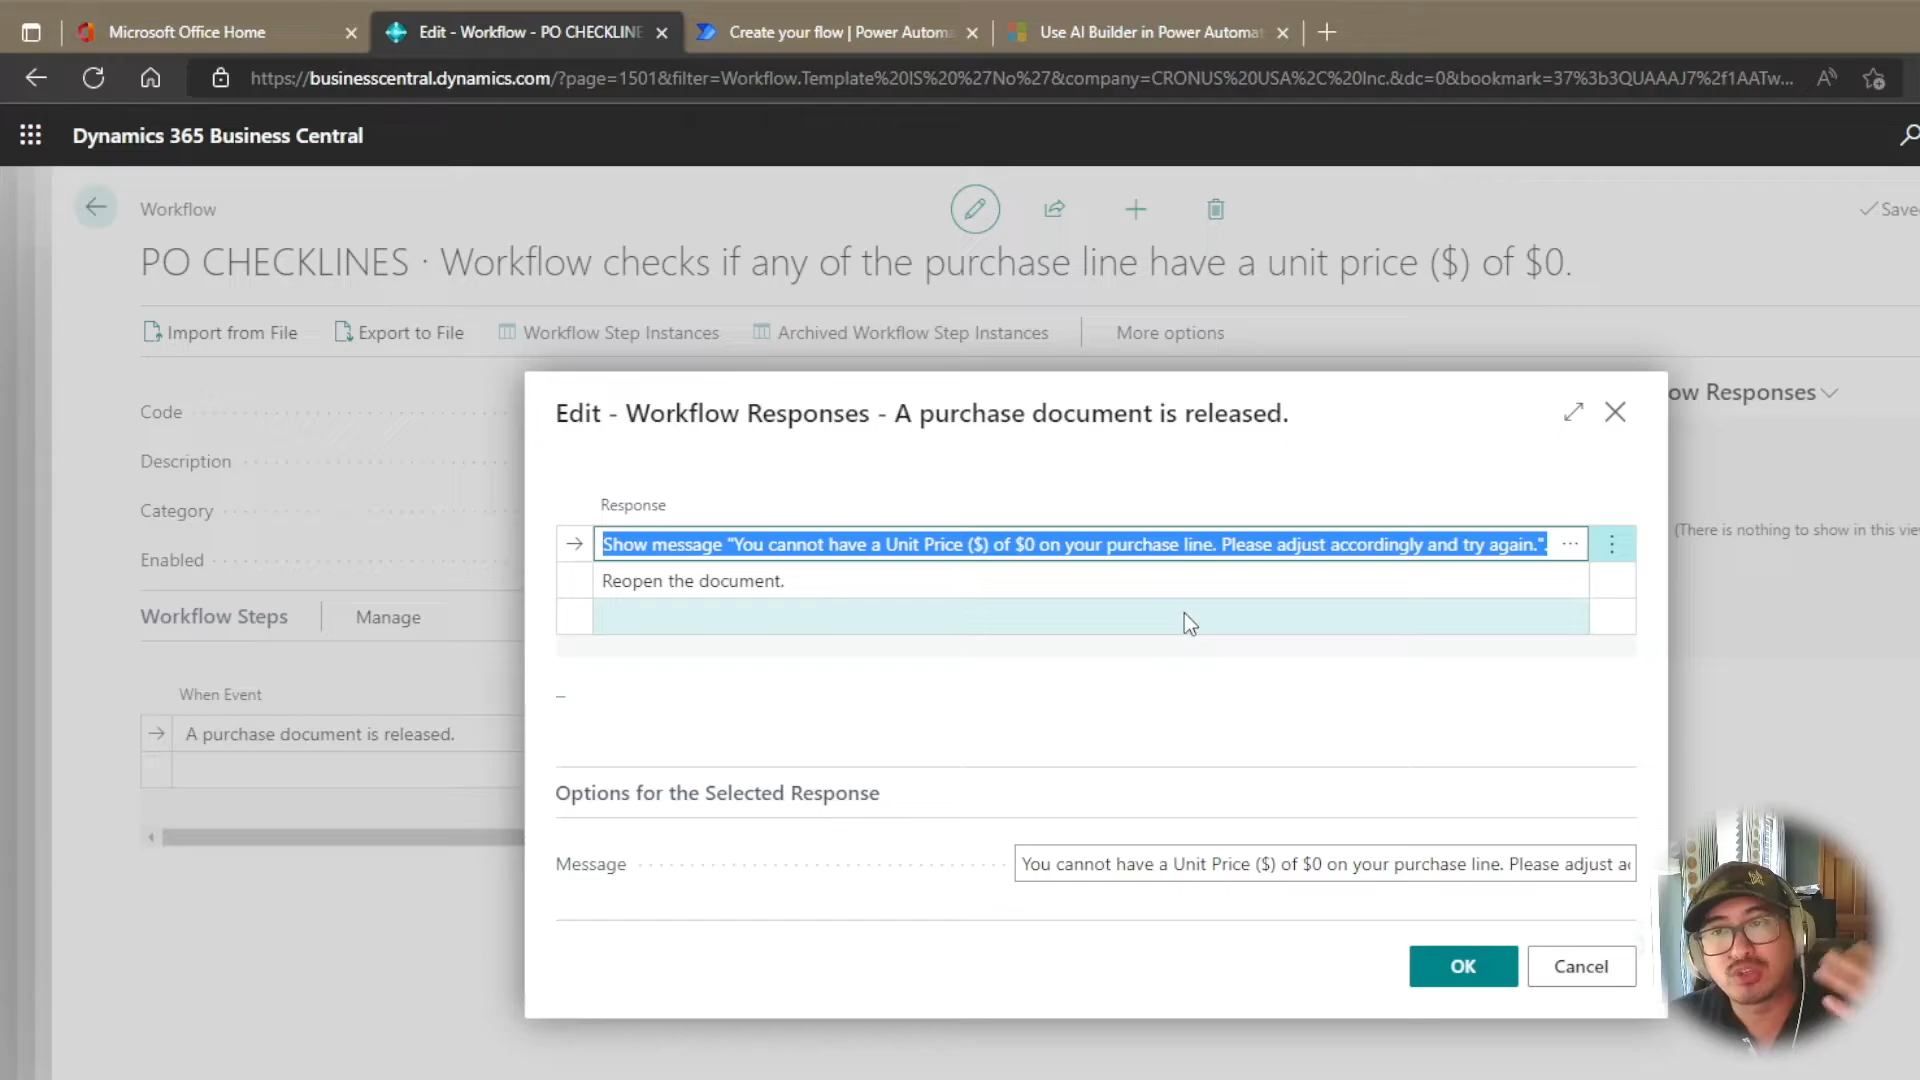 Microsoft Office Home
Edit - Workflow - PO CHECKLINE
Create your flow | Power Autom
Use AI Builder in Power Automa
https://businesscentral.dynamics.com/?page=1501&filter=Workflow.Template%20IS%20%27No%27&company=CRONUS%20USA%2C%20Inc.&dc=0&bookmark=37%3b3QUAAAJ7%2f1AATw...
Dynamics 365 Business Central
Workflow
Save
PO CHECKLINES · Workflow checks if any of the purchase line have a unit price ($) of $0.
Import from File
Export to File
Workflow Step Instances
Archived Workflow Step Instances
More options
Code
Description
Category
Enabled
Workflow Steps
Manage
When Event
A purchase document is released.
ow Responses
(There is nothing to show in this vie
Edit - Workflow Responses - A purchase document is released.
Response
Show message "You cannot have a Unit Price ($) of $0 on your purchase line. Please adjust accordingly and try again.".
Reopen the document.
Options for the Selected Response
Message
You cannot have a Unit Price ($) of $0 on your purchase line. Please adjust a
OK
Cancel